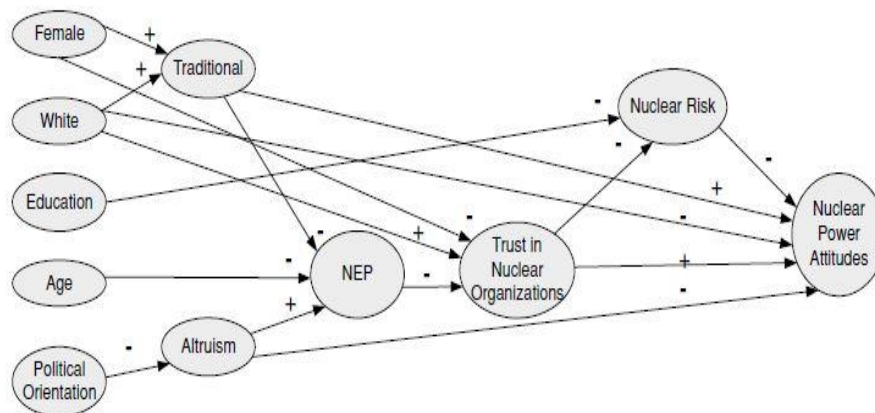 Female
+
Traditional
+
White
Nuclear Risk
-
-
-
Education
+
-
-
Nuclear
Power
Attitudes
-
+
Trust in
Nuclear
Organizations
+
-
Age
-
NEP
-
-
+
Altruism
Political
Orientation
-